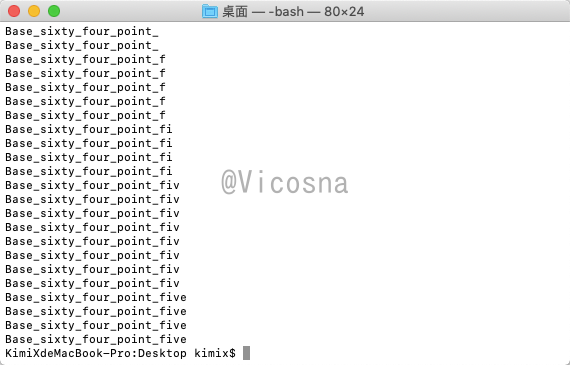 桌面 — -bash — 80×24
Base_sixty_four_point_
Base_sixty_four_point_
Base_sixty_four_point_f
Base_sixty_four_point_f
Base_sixty_four_point_f
Base_sixty_four_point_f
Base_sixty_four_point_f
Base_sixty_four_point_fi
Base_sixty_four_point_fi
Base_sixty_four_point_fi
Base_sixty_four_point_fi
Base_sixty_four_point_fiv
Base_sixty_four_point_fiv
Base_sixty_four_point_fiv
Base_sixty_four_point_fiv
Base_sixty_four_point_fiv
Base_sixty_four_point_fiv
Base_sixty_four_point_fiv
Base_sixty_four_point_fiv
Base_sixty_four_point_five
Base_sixty_four_point_five
Base_sixty_four_point_five
Base_sixty_four_point_five
KimiXdeMacBook-Pro:Desktop kimix$
@Vicosna